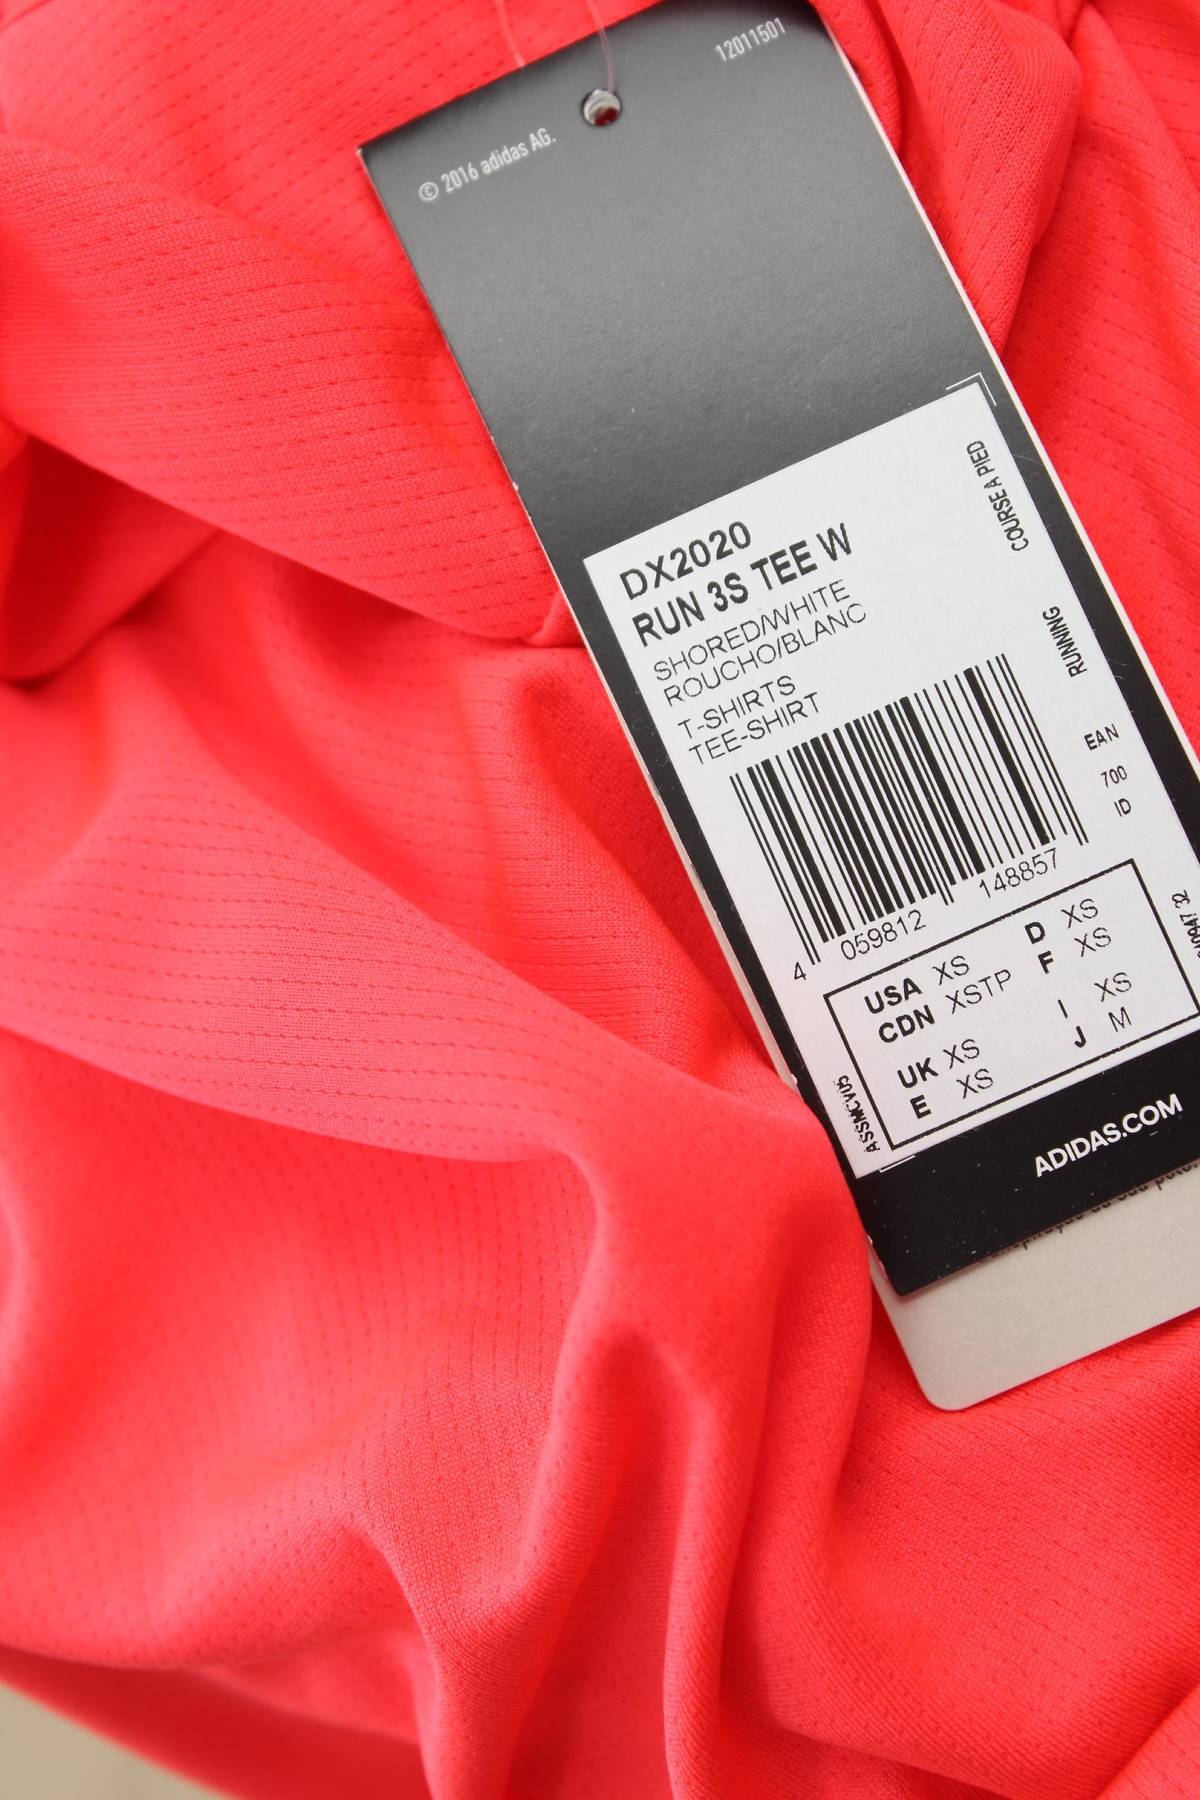 12011501
© 2016 adidas AG.
DX2020
RUN 3S TEE W
SHORED/WHITE
ROUCHO/BLANC
T-SHIRTS
TEE-SHIRT
COURSE A PIED
RUNNING
EAN
700
ID
4 059812 148857
USA XS D XS
CDN XSTP F XS
UK XS I XS
E XS J M
ADIDAS.COM